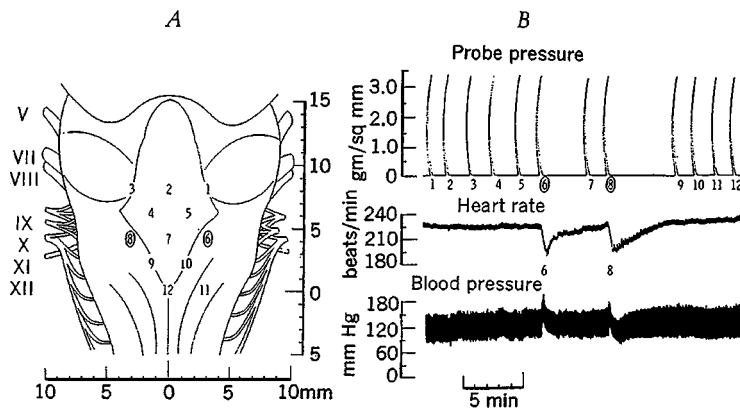 A
B
Probe pressure
V
VII
VIII
IX
X
XI
XII
15
10
5
0
5
3 2 1
4 5
8 7 6
9 10
12 11
10 5 0 5 10mm
gm/sq mm
3.0
2.0
1.0
0
1 2 3 4 5 6 7 8 9 10 11 12
Heart rate
beats/min
240
210
180
6 8
Blood pressure
mm Hg
180
120
60
0
5 min